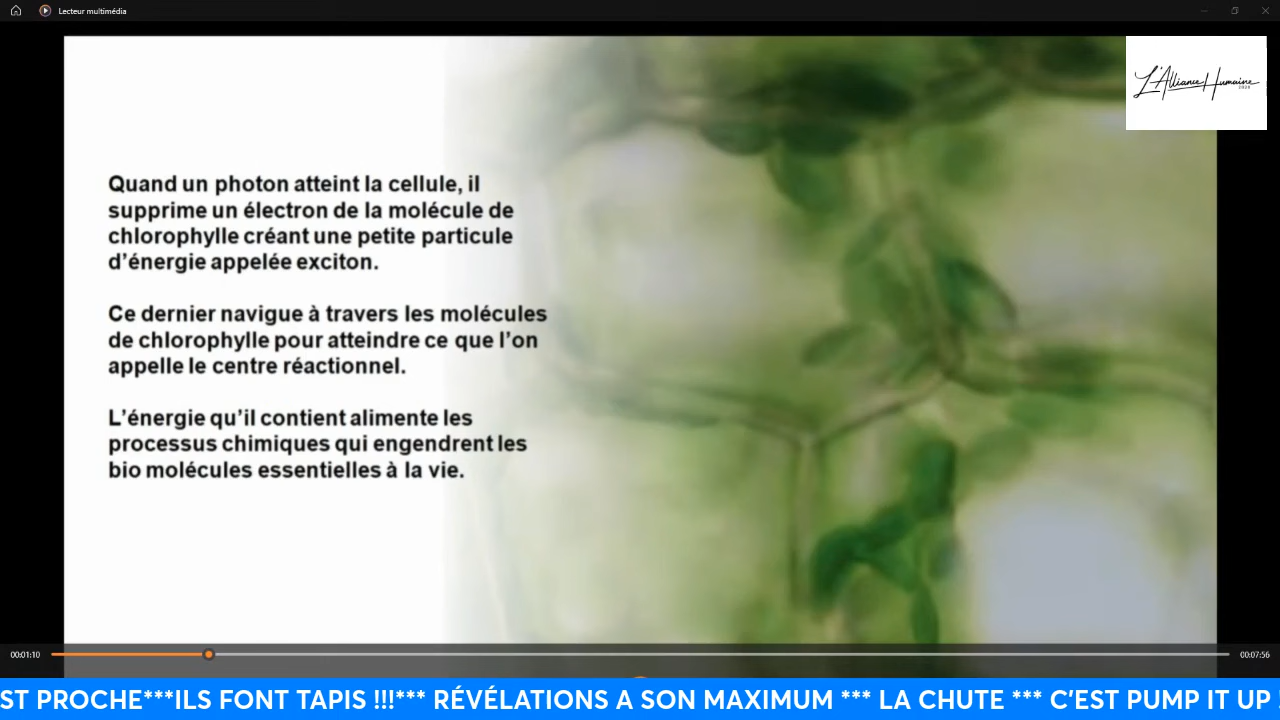 Lecteur multimédia
L'Alliance Humaine
2020
Quand un photon atteint la cellule, il
supprime un électron de la molécule de
chlorophylle créant une petite particule
d'énergie appelée exciton.
Ce dernier navigue à travers les molécules
de chlorophylle pour atteindre ce que l'on
appelle le centre réactionnel.
L'énergie qu'il contient alimente les
processus chimiques qui engendrent les
bio molécules essentielles à la vie.
00:01:10
00:07:56
ST PROCHE***ILS FONT TAPIS !!!*** RÉVÉLATIONS A SON MAXIMUM *** LA CHUTE *** C'EST PUMP IT UP